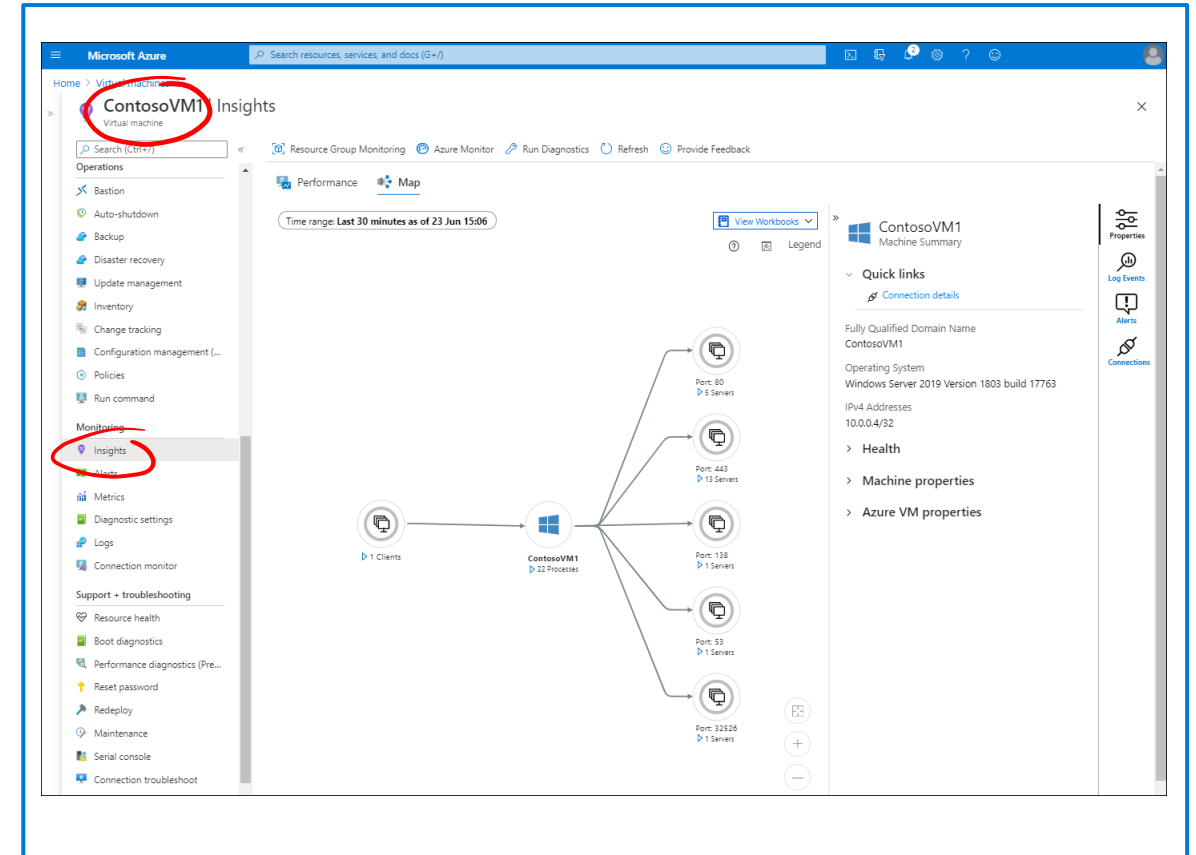 Microsoft Azure
Search resources, services, and docs (G+/)
2
Home > Virtual machines
ContosoVM1 | Insights
Virtual machine
Search (Ctrl+/)
Resource Group Monitoring Azure Monitor Run Diagnostics Refresh Provide Feedback
Operations
Bastion
Auto-shutdown
Backup
Disaster recovery
Update management
Inventory
Change tracking
Configuration management (...
Policies
Run command
Monitoring
Insights
Alerts
Metrics
Diagnostic settings
Logs
Connection monitor
Support + troubleshooting
Resource health
Boot diagnostics
Performance diagnostics (Pre...
Reset password
Redeploy
Maintenance
Serial console
Connection troubleshoot
Performance Map
Time range: Last 30 minutes as of 23 Jun 15:06
View Workbooks
Legend
1 Clients
ContosoVM1
22 Processes
Port: 80
5 Servers
Port: 443
13 Servers
Port: 138
1 Servers
Port: 53
1 Servers
Port: 32526
1 Servers
ContosoVM1
Machine Summary
Quick links
Connection details
Fully Qualified Domain Name
ContosoVM1
Operating System
Windows Server 2019 Version 1803 build 17763
IPv4 Addresses
10.0.0.4/32
Health
Machine properties
Azure VM properties
Properties
Log Events
Alerts
Connections